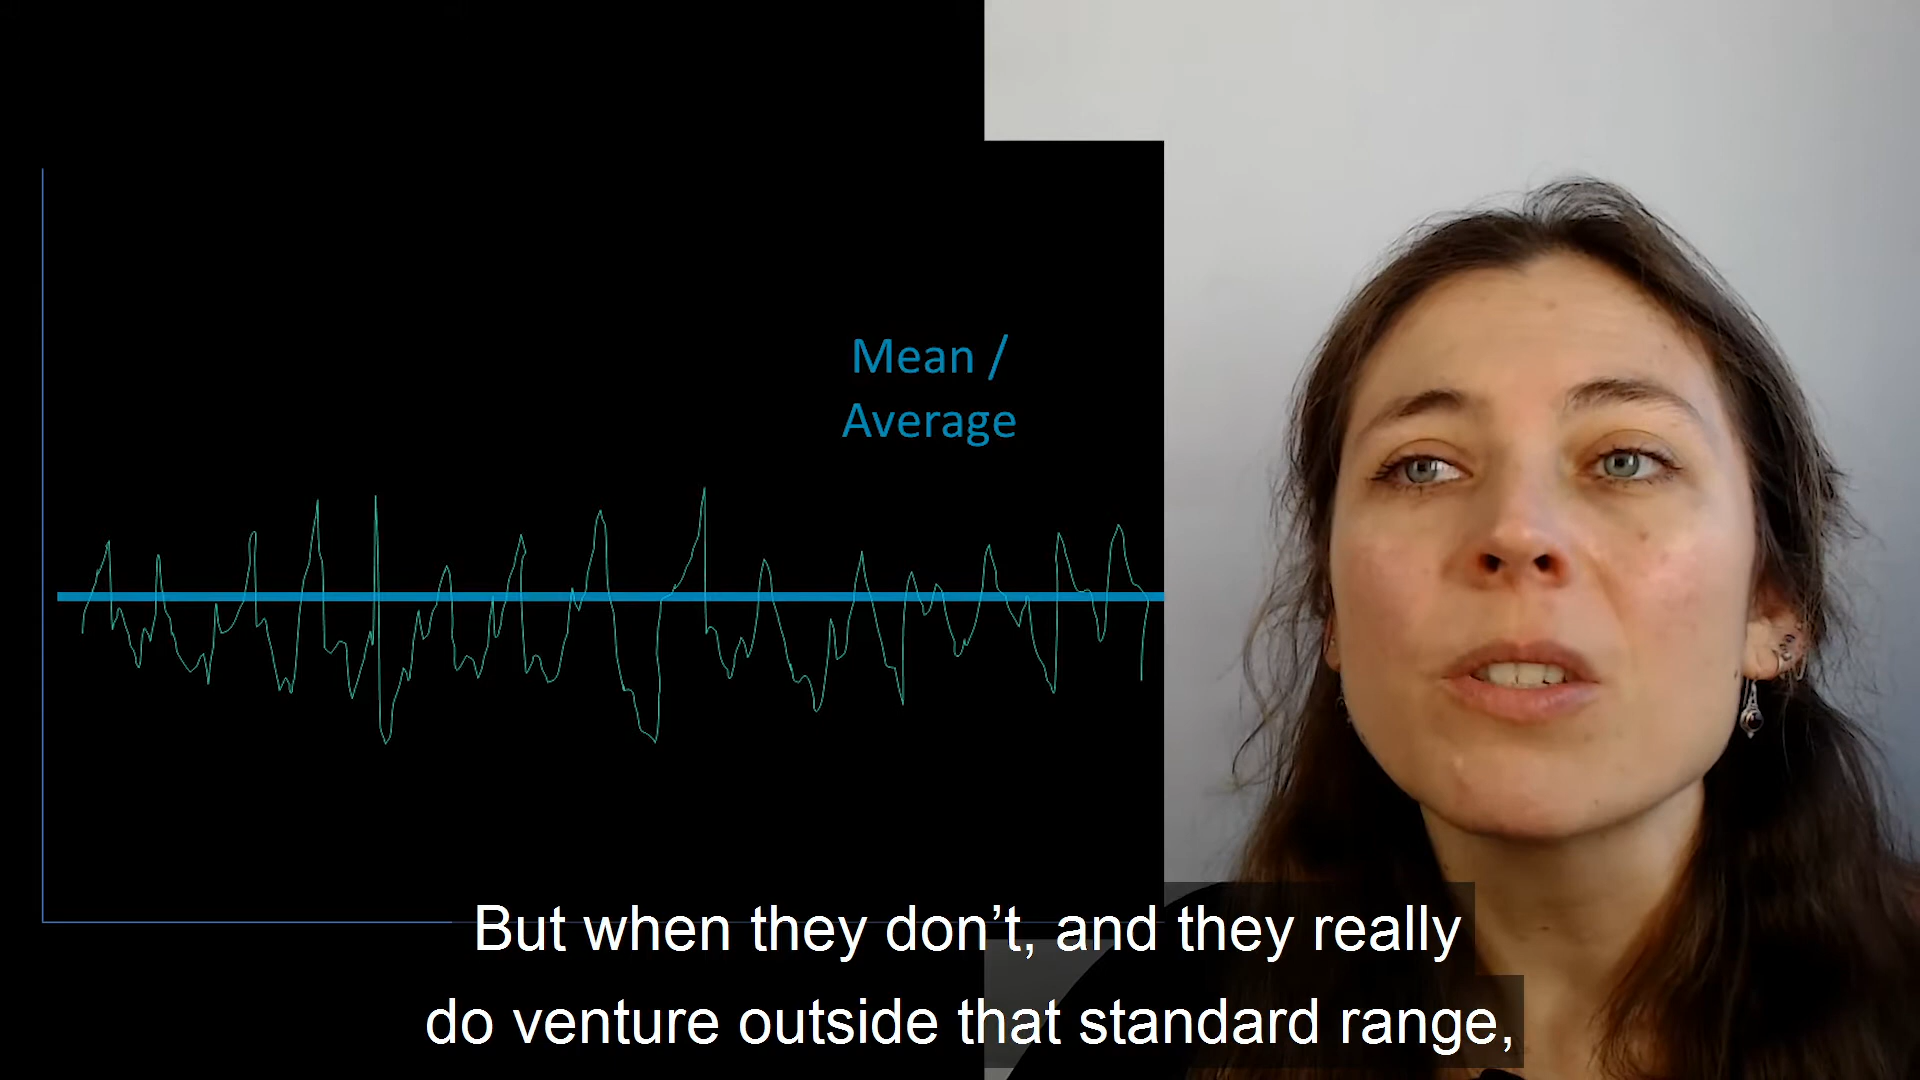 Mean /
Average
But when they don’t, and they really
do venture outside that standard range,